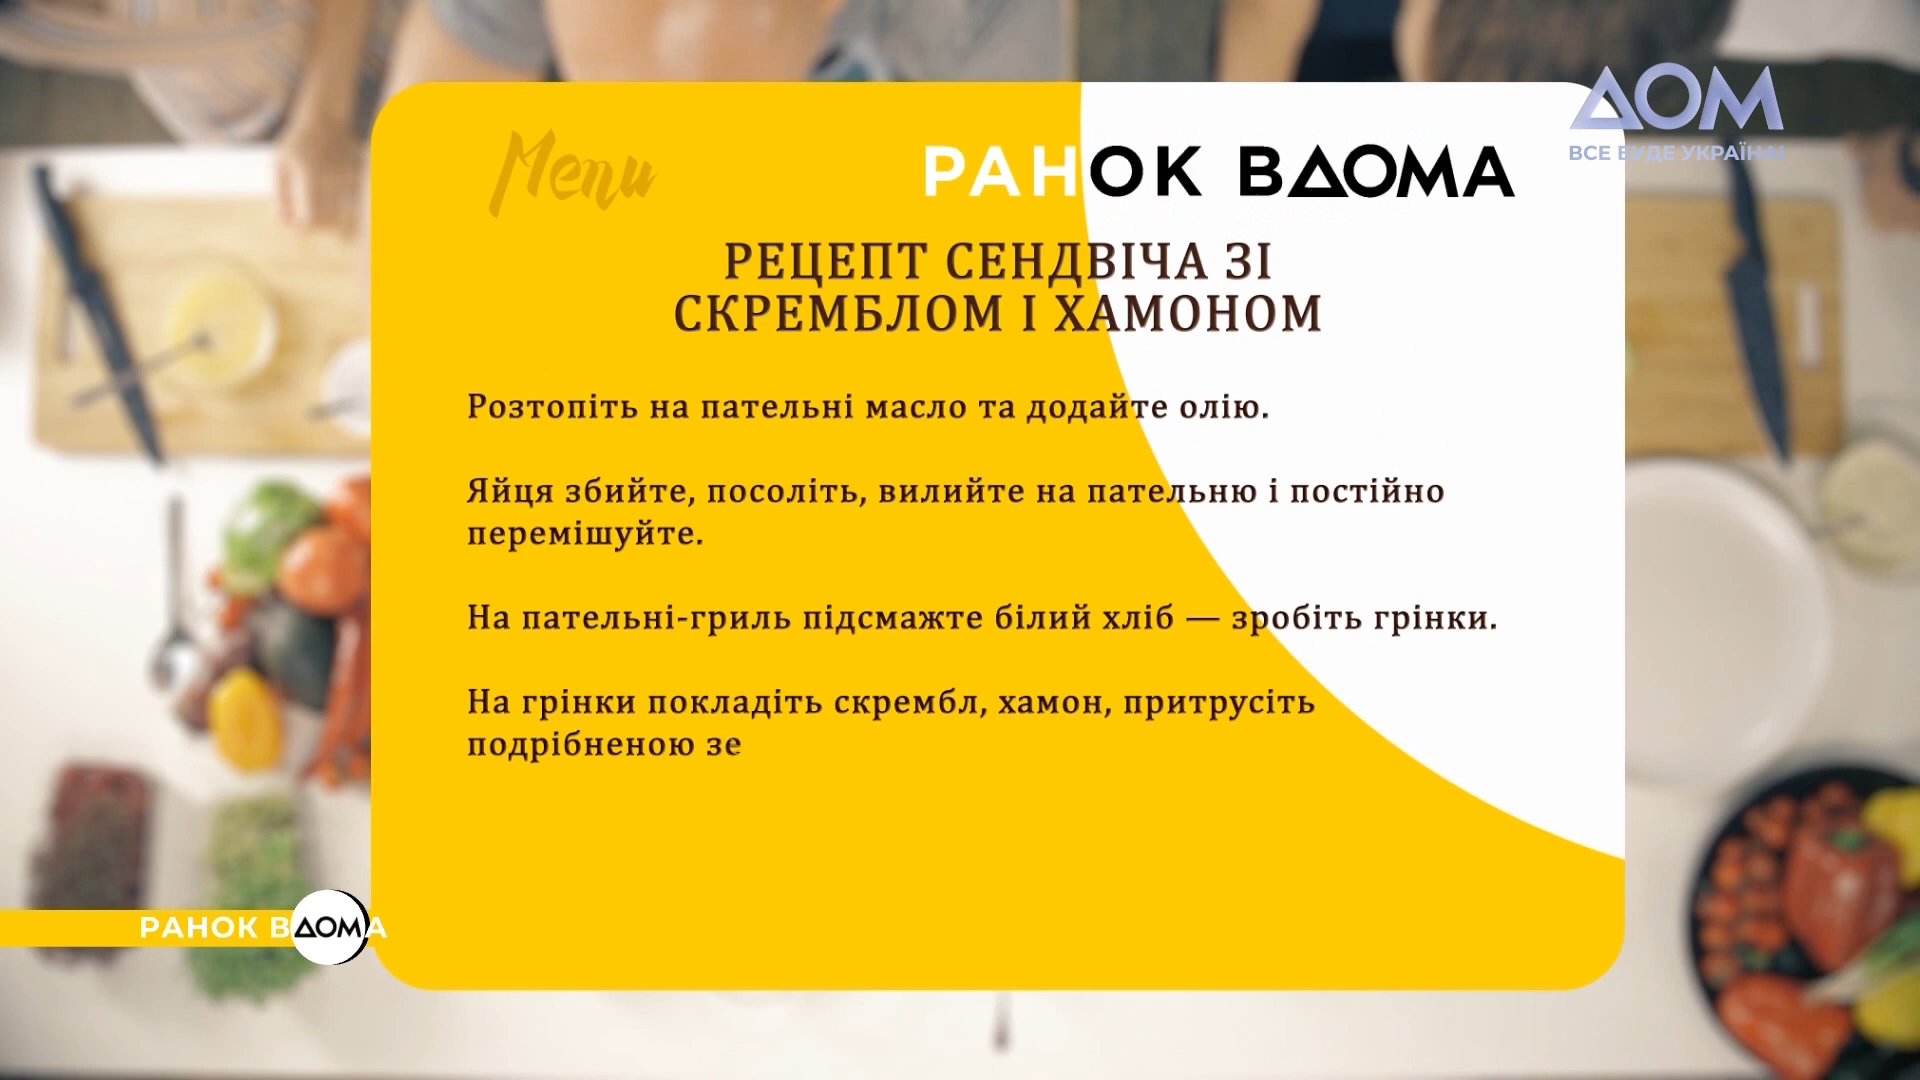 ДОМ
ВСЕ БУДЕ УКРАЇНА!
Menu
РАНОК ВДОМА
РЕЦЕПТ СЕНДВІЧА ЗІ
СКРЕМБЛОМ І ХАМОНОМ
Розтопіть на пательні масло та додайте олію.
Яйця збийте, посоліть, вилийте на пательню і постійно
перемішуйте.
На пательні-гриль підсмажте білий хліб — зробіть грінки.
На грінки покладіть скрембл, хамон, притрусіть
подрібненою зе
РАНОК ВДОМА